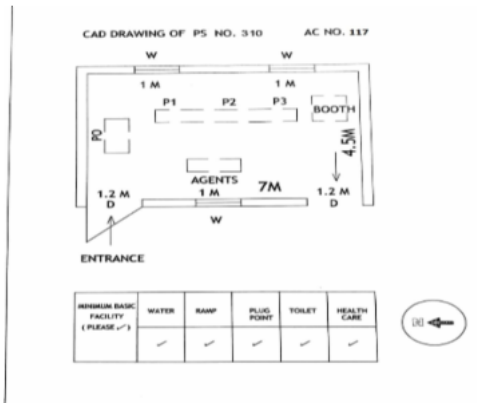 CAD DRAWING OF PS NO. 310 AC NO. 117
W W
1 M 1 M
P1 P2 P3
BOOTH
PO
4.5M
AGENTS
1.2 M 1 M 7M 1.2 M
D D
W
ENTRANCE
MINIMUM BASIC FACILITY ( PLEASE ✓ ) WATER RAMP PLUG POINT TOILET HEALTH CARE
✓ ✓ ✓ ✓ ✓